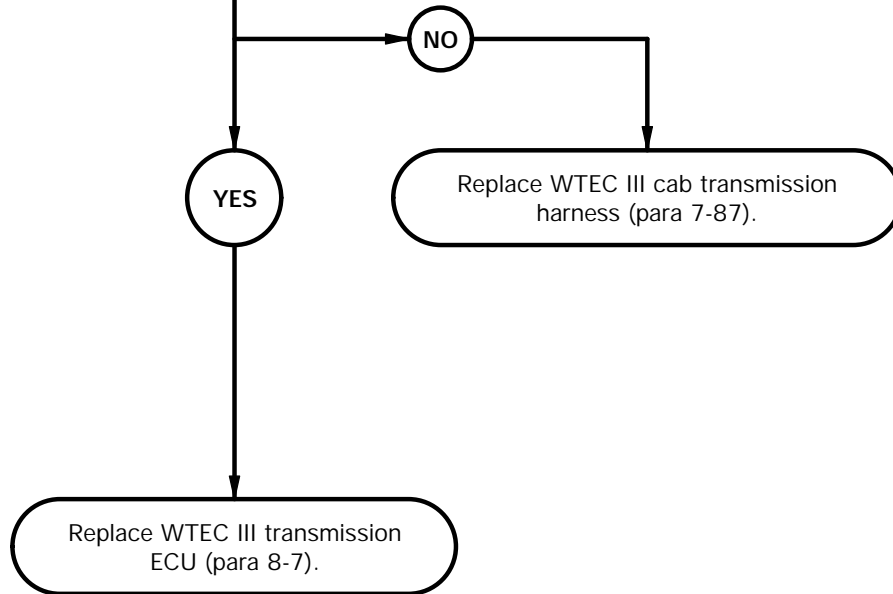 NO
YES
Replace WTEC III cab transmission
harness (para 7-87).
Replace WTEC III transmission
ECU (para 8-7).